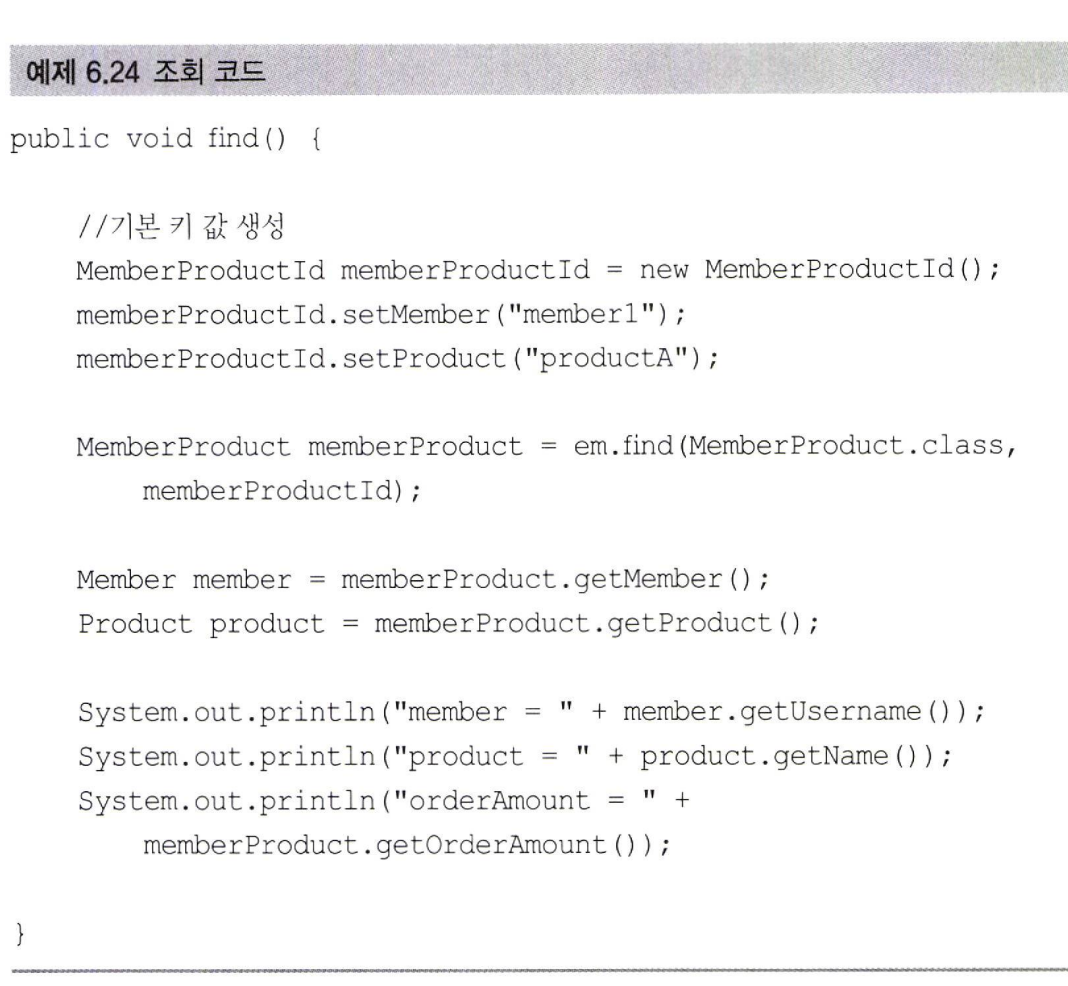 예제 6.24 조회 코드
public void find() {
//기본 키 값 생성
MemberProductId memberProductId = new MemberProductId();
memberProductId.setMember("member1");
memberProductId.setProduct("productA");
MemberProduct memberProduct = em.find(MemberProduct.class,
memberProductId);
Member member = memberProduct.getMember();
Product product = memberProduct.getProduct();
System.out.println("member = " + member.getUsername());
System.out.println("product = " + product.getName());
System.out.println("orderAmount = " +
memberProduct.getOrderAmount());
}